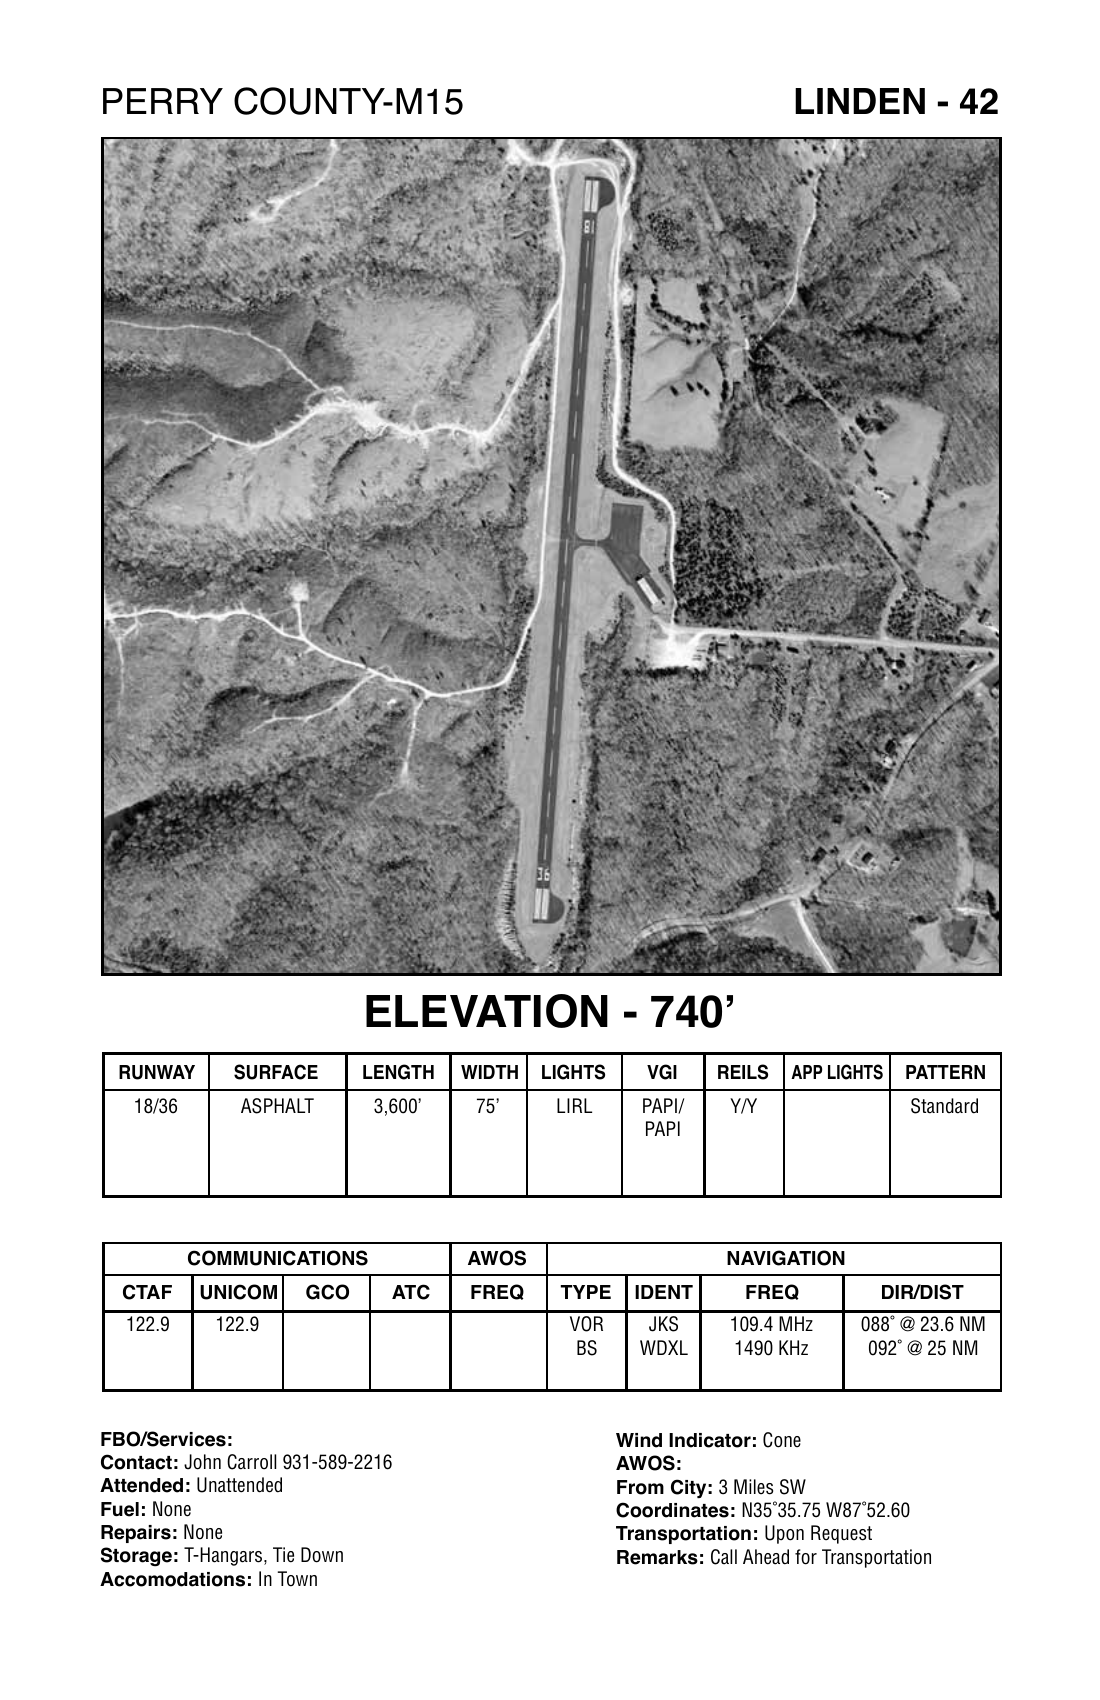 PERRY COUNTY-M15 LINDEN - 42
18
36
ELEVATION - 740’
RUNWAY SURFACE LENGTH WIDTH LIGHTS VGI REILS APP LIGHTS PATTERN
18/36 ASPHALT 3,600’ 75’ LIRL PAPI/ Y/Y Standard
PAPI
COMMUNICATIONS AWOS NAVIGATION
CTAF UNICOM GCO ATC FREQ TYPE IDENT FREQ DIR/DIST
122.9 122.9 VOR JKS 109.4 MHz 088˚ @ 23.6 NM
BS WDXL 1490 KHz 092˚ @ 25 NM
FBO/Services:
Contact: John Carroll 931-589-2216
Attended: Unattended
Fuel: None
Repairs: None
Storage: T-Hangars, Tie Down
Accomodations: In Town
Wind Indicator: Cone
AWOS:
From City: 3 Miles SW
Coordinates: N35˚35.75 W87˚52.60
Transportation: Upon Request
Remarks: Call Ahead for Transportation